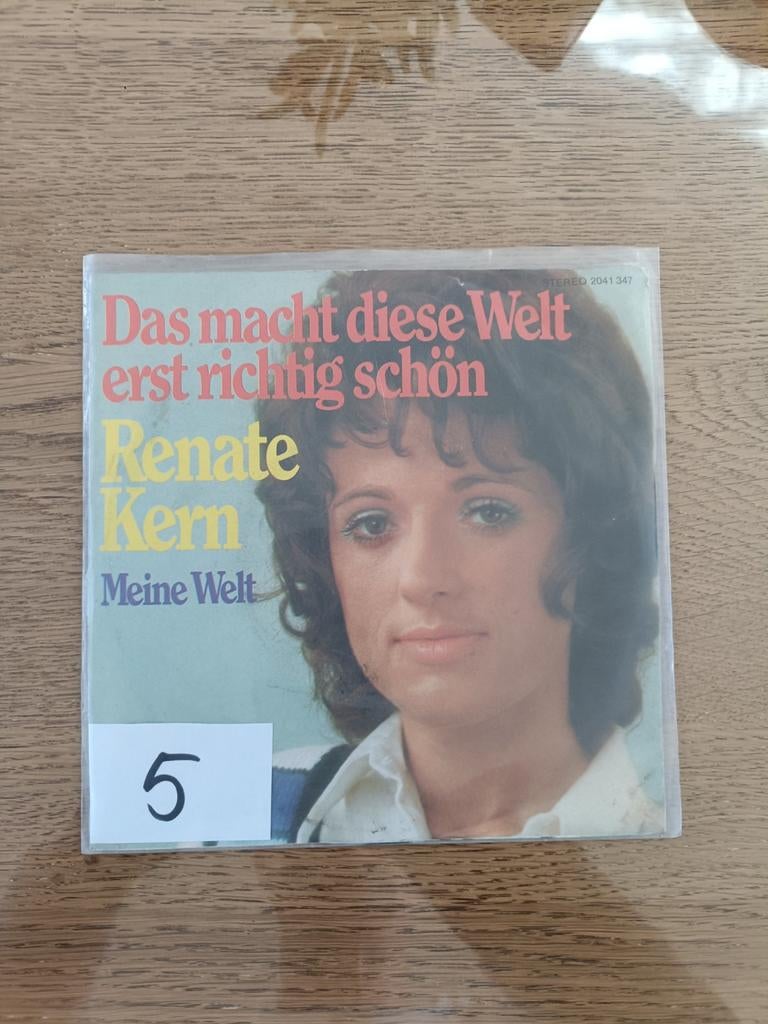 STEREO 2041 347
Das macht diese Welt
erst richtig schön
Renate
Kern
Meine Welt
5